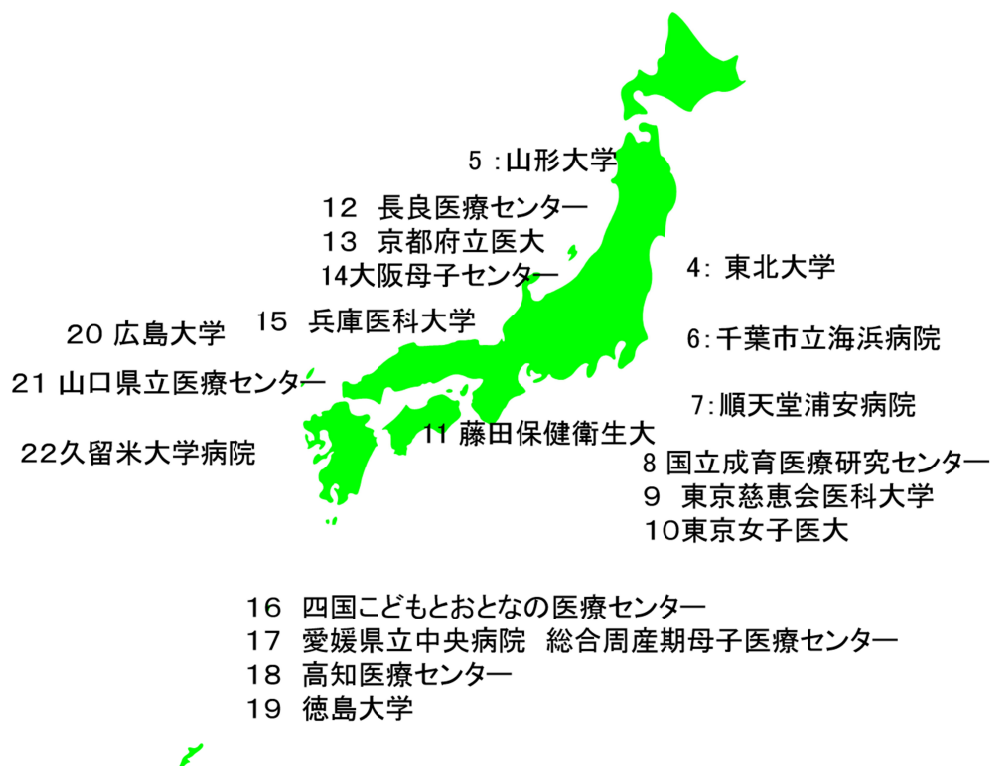 5 :山形大学
12 長良医療センター
13 京都府立医大
14大阪母子センター
4: 東北大学
15 兵庫医科大学
20 広島大学
6:千葉市立海浜病院
21 山口県立医療センター
7:順天堂浦安病院
11 藤田保健衛生大
22久留米大学病院
8 国立成育医療研究センター
9 東京慈恵会医科大学
10東京女子医大
16 四国こどもとおとなの医療センター
17 愛媛県立中央病院 総合周産期母子医療センター
18 高知医療センター
19 徳島大学